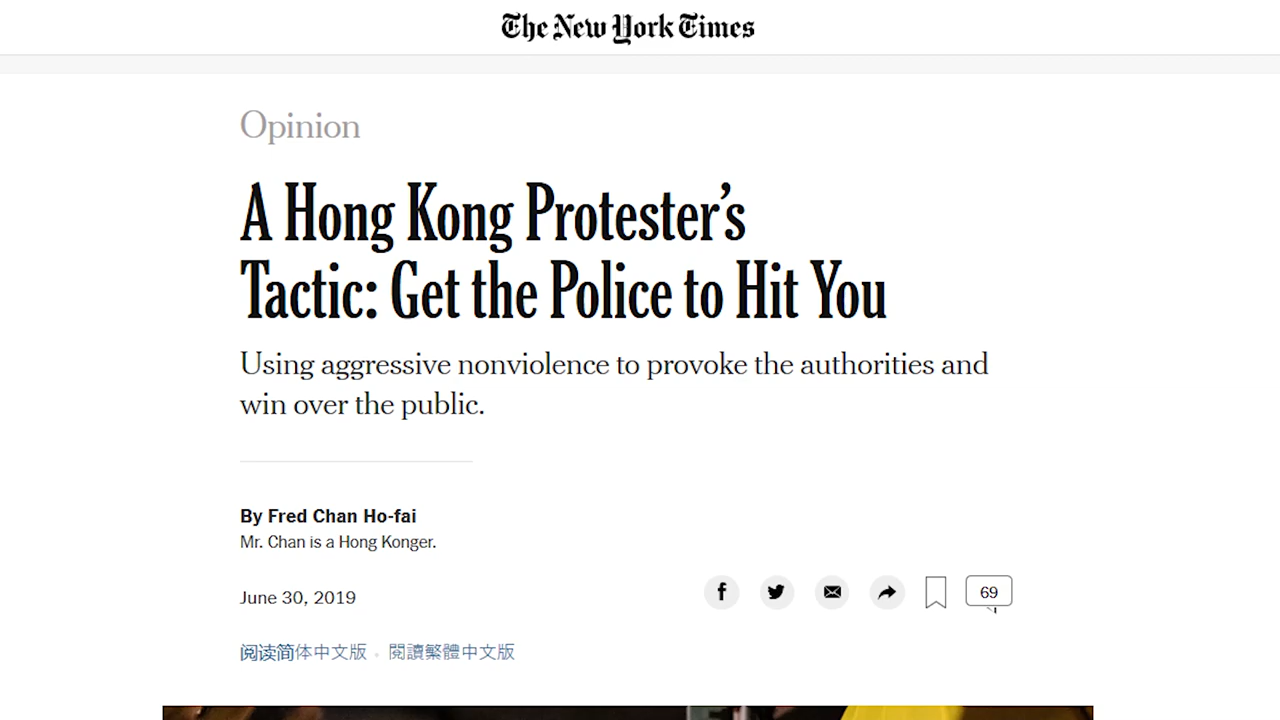 The New York Times
Opinion
A Hong Kong Protester’s
Tactic: Get the Police to Hit You
Using aggressive nonviolence to provoke the authorities and
win over the public.
By Fred Chan Ho-fai
Mr. Chan is a Hong Konger.
June 30, 2019
69
阅读简体中文版 • 閱讀繁體中文版